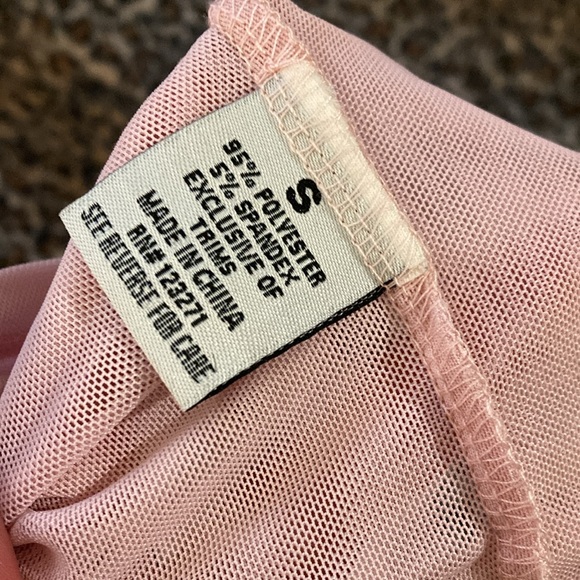 S
95% POLYESTER
5% SPANDEX
EXCLUSIVE OF
TRIMS
MADE IN CHINA
RN# 123271
SEE REVERSE FOR CARE